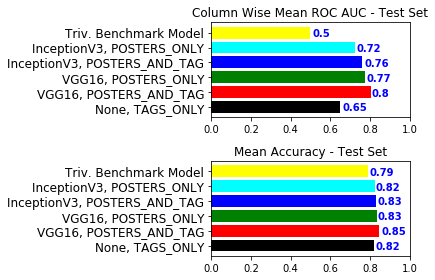 Column Wise Mean ROC AUC - Test Set
Triv. Benchmark Model 0.5
InceptionV3, POSTERS_ONLY 0.72
InceptionV3, POSTERS_AND_TAG 0.76
VGG16, POSTERS_ONLY 0.77
VGG16, POSTERS_AND_TAG 0.8
None, TAGS_ONLY 0.65
0.0 0.2 0.4 0.6 0.8 1.0
Mean Accuracy - Test Set
Triv. Benchmark Model 0.79
InceptionV3, POSTERS_ONLY 0.82
InceptionV3, POSTERS_AND_TAG 0.83
VGG16, POSTERS_ONLY 0.83
VGG16, POSTERS_AND_TAG 0.85
None, TAGS_ONLY 0.82
0.0 0.2 0.4 0.6 0.8 1.0